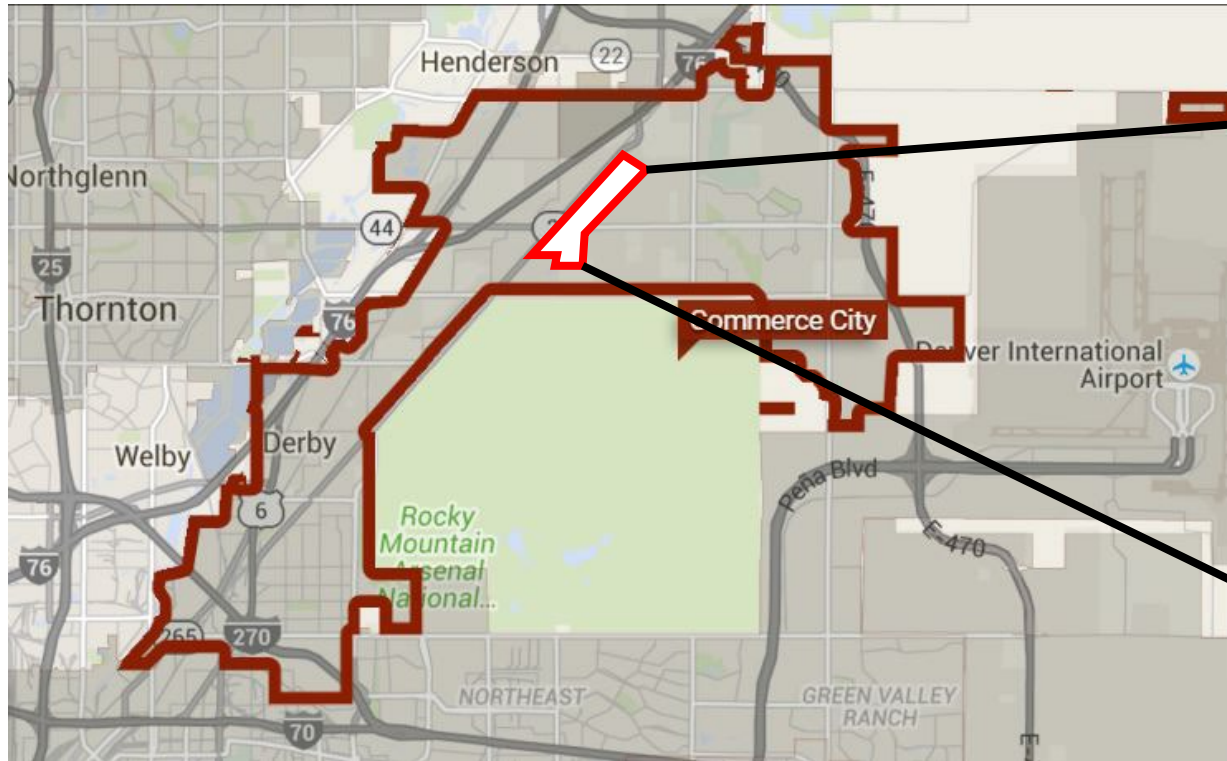 Henderson
22
76
Northglenn
44
2
E-470
25
Thornton
76
Commerce City
Denver International
Airport
Welby
Derby
6
Peña Blvd
Rocky
Mountain
Arsenal
National...
E-470
76
265
270
NORTHEAST
GREEN VALLEY
RANCH
70